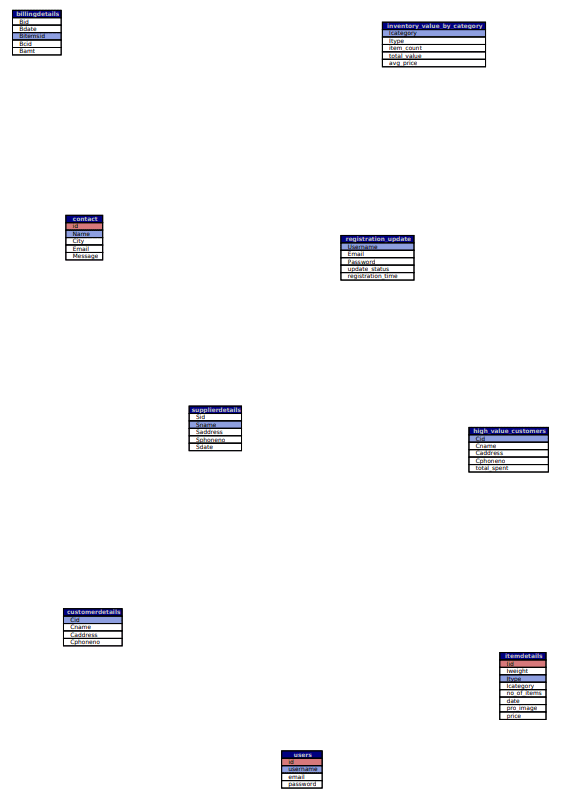 billingdetails
Bid
Bdate
Bitemsid
Bcid
Bamt
inventory_value_by_category
Icategory
Itype
item_count
total_value
avg_price
contact
id
Name
City
Email
Message
registration_update
Username
Email
Password
update_status
registration_time
supplierdetails
Sid
Sname
Saddress
Sphoneno
Sdate
high_value_customers
Cid
Cname
Caddress
Cphoneno
total_spent
customerdetails
Cid
Cname
Caddress
Cphoneno
itemdetails
Iid
Iweight
Itype
Icategory
no_of_items
date
pro_image
price
users
id
username
email
password